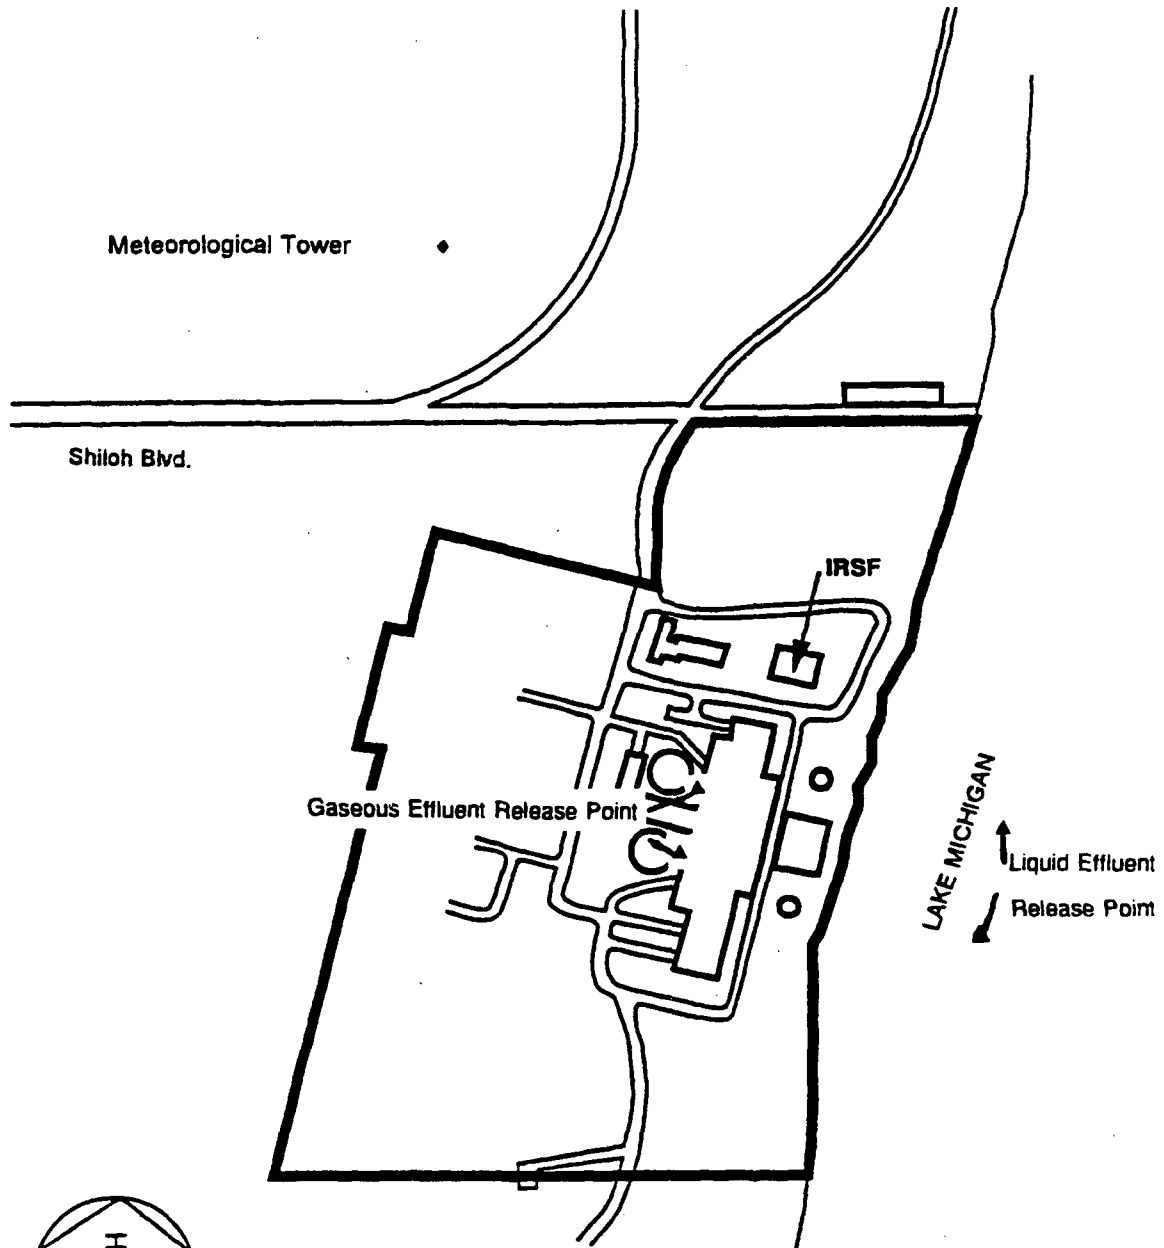 Meteorological Tower
Shiloh Blvd.
IRSF
Gaseous Effluent Release Point
LAKE MICHIGAN
Liquid Effluent
Release Point